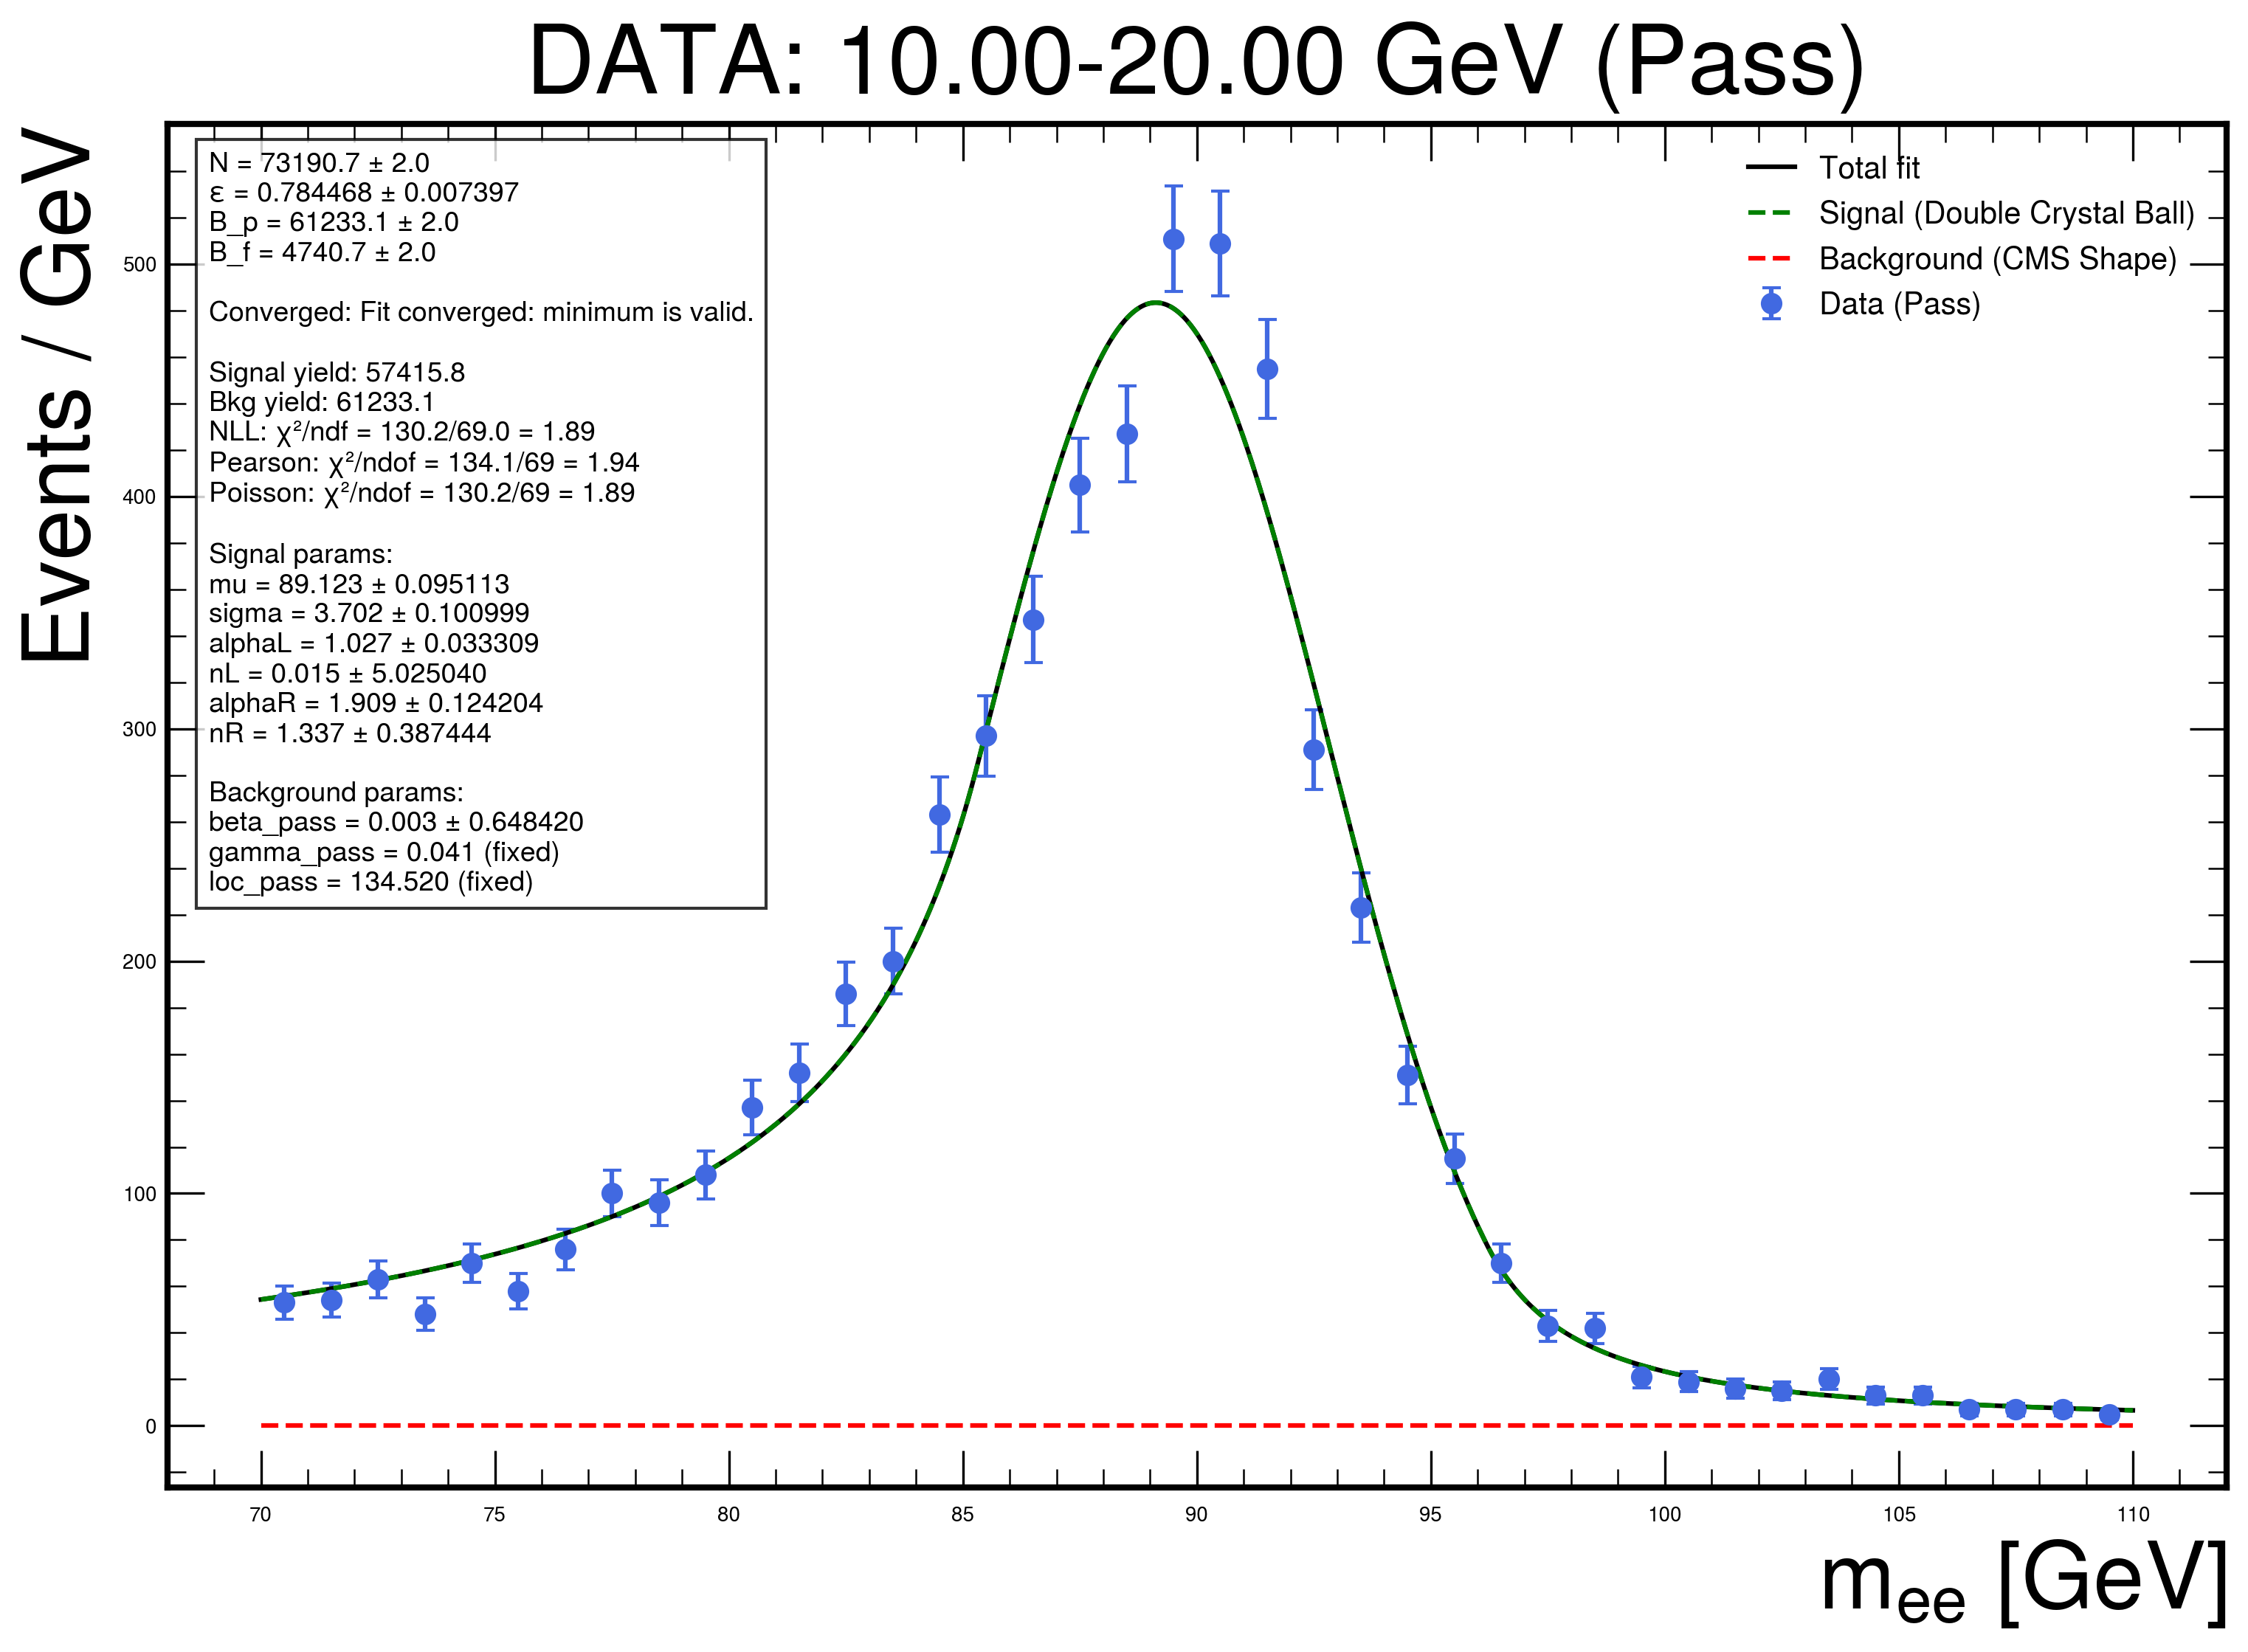 DATA: 10.00-20.00 GeV (Pass)
Events / GeV
N = 73190.7 ± 2.0
ε = 0.784468 ± 0.007397
B_p = 61233.1 ± 2.0
B_f = 4740.7 ± 2.0
Converged: Fit converged: minimum is valid.
Signal yield: 57415.8
Bkg yield: 61233.1
NLL: χ²/ndf = 130.2/69.0 = 1.89
Pearson: χ²/ndof = 134.1/69 = 1.94
Poisson: χ²/ndof = 130.2/69 = 1.89
Signal params:
mu = 89.123 ± 0.095113
sigma = 3.702 ± 0.100999
alphaL = 1.027 ± 0.033309
nL = 0.015 ± 5.025040
alphaR = 1.909 ± 0.124204
nR = 1.337 ± 0.387444
Background params:
beta_pass = 0.003 ± 0.648420
gamma_pass = 0.041 (fixed)
loc_pass = 134.520 (fixed)
Total fit
Signal (Double Crystal Ball)
Background (CMS Shape)
Data (Pass)
500
400
300
200
100
0
70 75 80 85 90 95 100 105 110
m_ee [GeV]